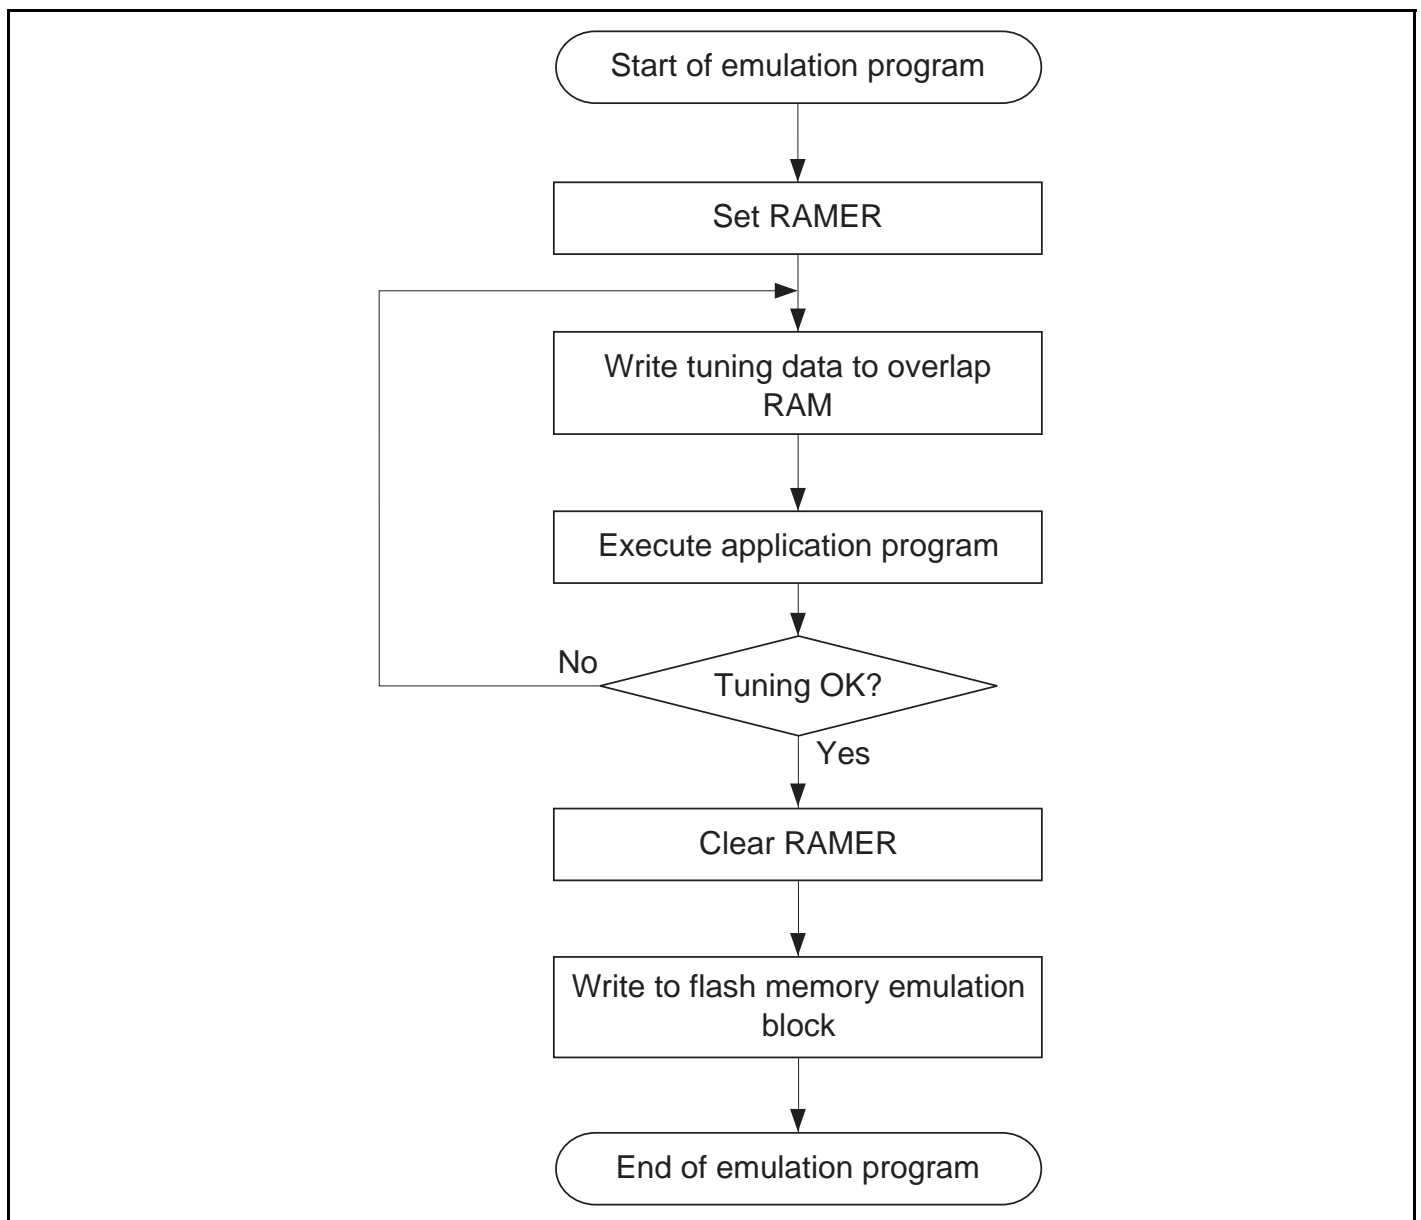 Start of emulation program
Set RAMER
Write tuning data to overlap
RAM
Execute application program
No
Tuning OK?
Yes
Clear RAMER
Write to flash memory emulation
block
End of emulation program